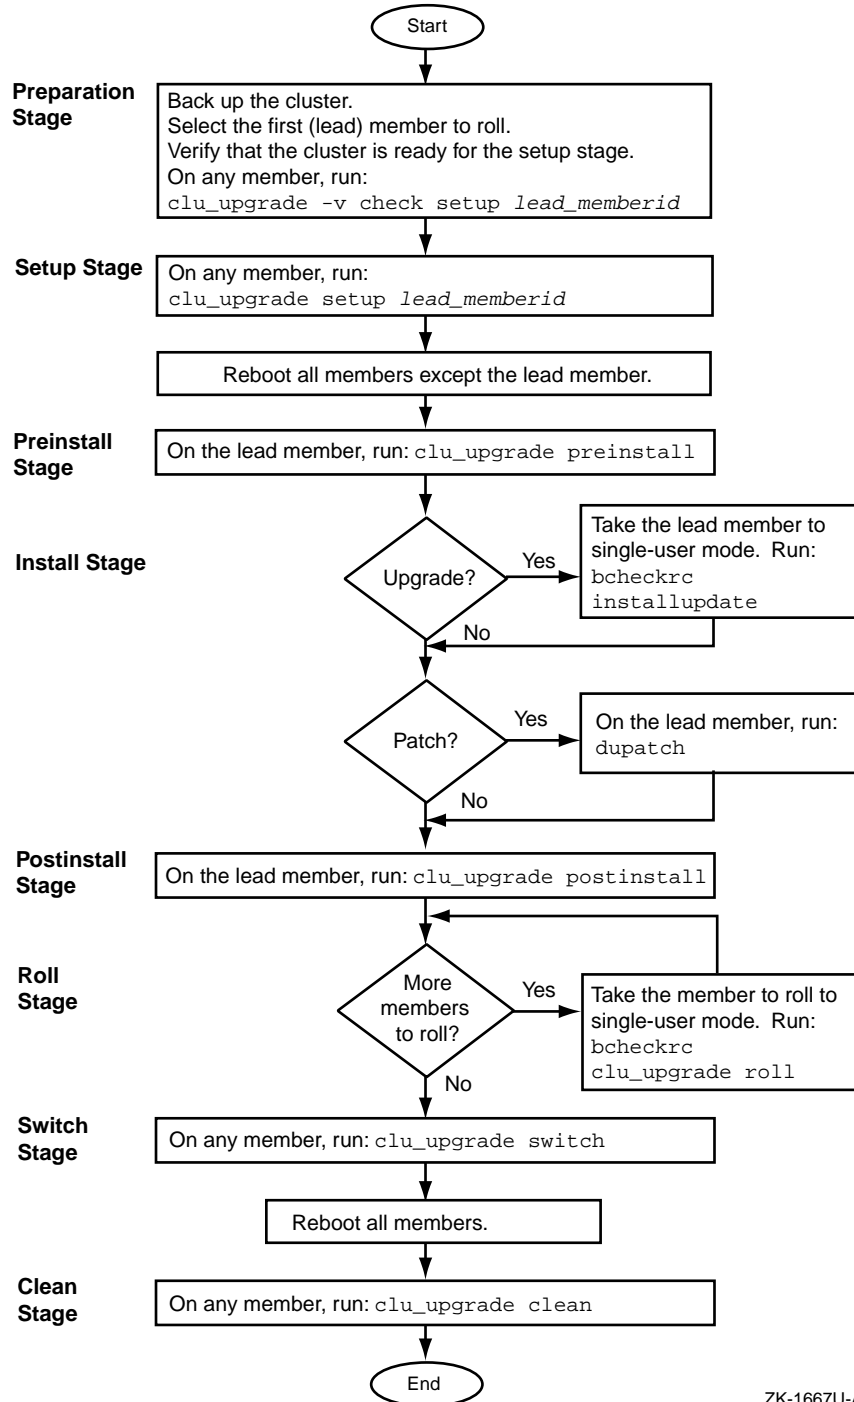 Start
Preparation
Stage
Back up the cluster.
Select the first (lead) member to roll.
Verify that the cluster is ready for the setup stage.
On any member, run:
clu_upgrade -v check setup lead_memberid
Setup Stage
On any member, run:
clu_upgrade setup lead_memberid
Reboot all members except the lead member.
Preinstall
Stage
On the lead member, run: clu_upgrade preinstall
Install Stage
Upgrade?
Yes
Take the lead member to
single-user mode. Run:
bcheckrc
installupdate
No
Patch?
Yes
On the lead member, run:
dupatch
No
Postinstall
Stage
On the lead member, run: clu_upgrade postinstall
Roll
Stage
More
members
to roll?
Yes
Take the member to roll to
single-user mode. Run:
bcheckrc
clu_upgrade roll
No
Switch
Stage
On any member, run: clu_upgrade switch
Reboot all members.
Clean
Stage
On any member, run: clu_upgrade clean
End